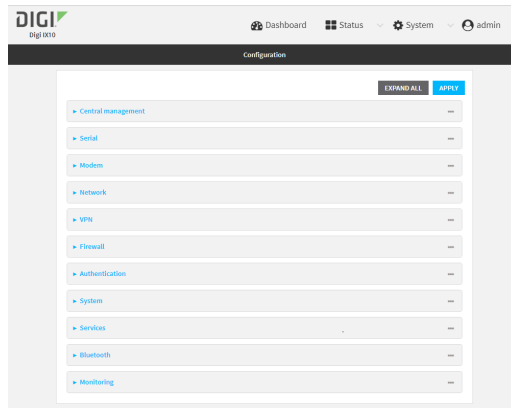 DIGI
Digi IX10
Dashboard Status System admin
Configuration
EXPAND ALL APPLY
Central management
Serial
Modem
Network
VPN
Firewall
Authentication
System
Services
Bluetooth
Monitoring